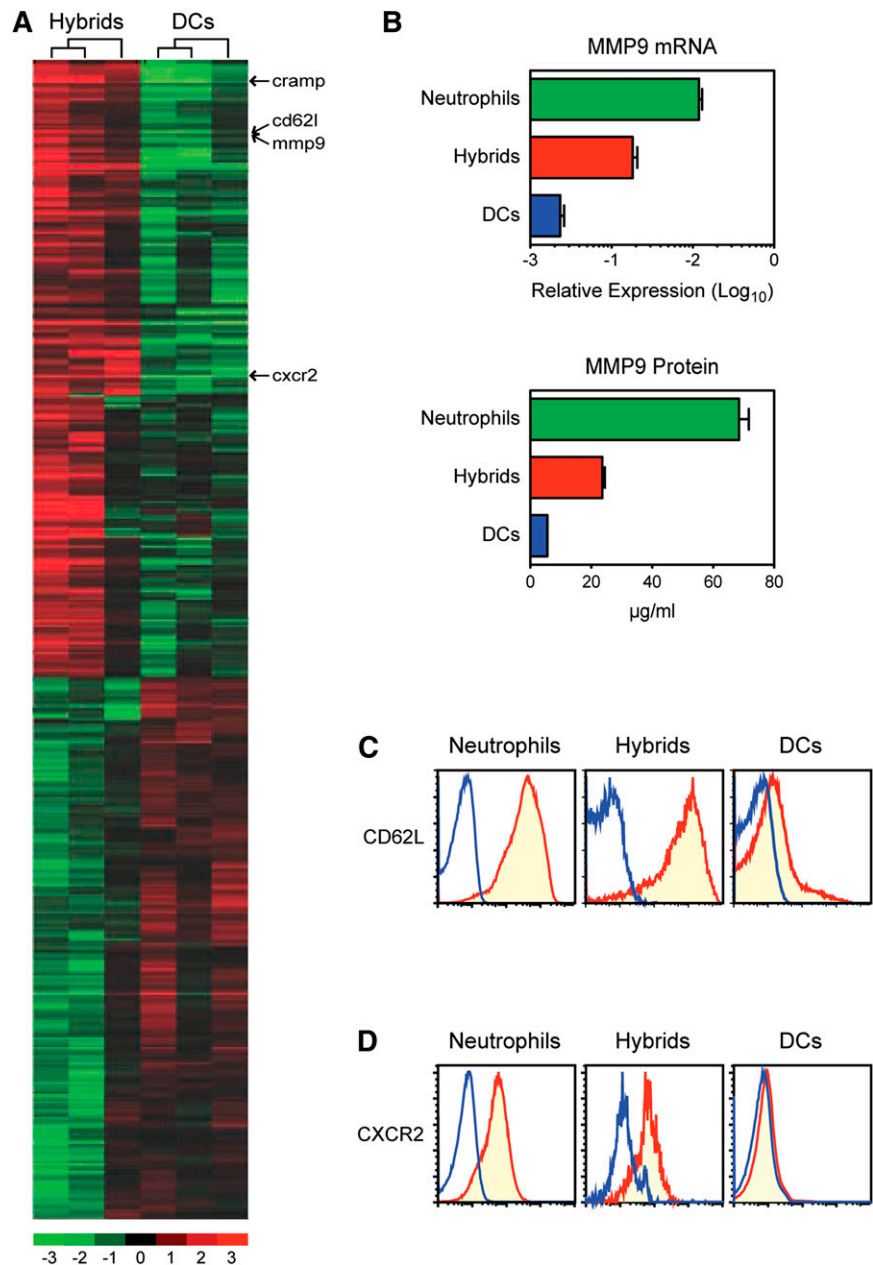 A
Hybrids DCs
cramp
cd62l
mmp9
cxcr2
-3 -2 -1 0 1 2 3
B
MMP9 mRNA
Neutrophils
Hybrids
DCs
-3 -1 -2 0
Relative Expression (Log10)
MMP9 Protein
Neutrophils
Hybrids
DCs
0 20 40 60 80
µg/ml
C
Neutrophils Hybrids DCs
CD62L
D
Neutrophils Hybrids DCs
CXCR2